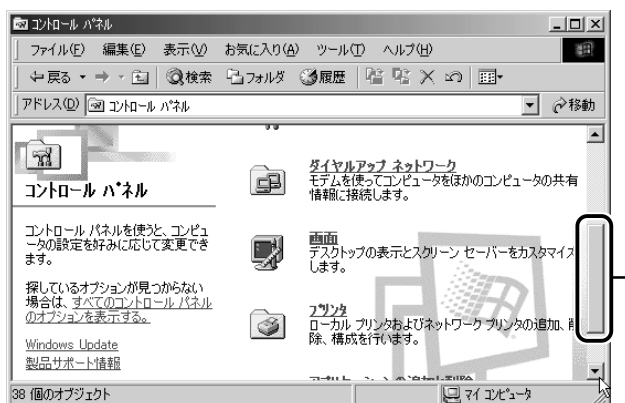 コントロール パネル
ファイル(F) 編集(E) 表示(V) お気に入り(A) ツール(T) ヘルプ(H)
戻る 検索 フォルダ 履歴
アドレス(D) コントロール パネル 移動
コントロール パネル
コントロール パネルを使うと、コンピュ
ータの設定を好みに応じて変更でき
ます。
探しているオプションが見つからない
場合は、すべてのコントロール パネル
のオプションを表示する。
Windows Update
製品サポート情報
ダイヤルアップ ネットワーク
モデムを使ってコンピュータをほかのコンピュータの共有
情報に接続します。
画面
デスクトップの表示とスクリーン セーバーをカスタマイズ
します。
プリンタ
ローカル プリンタおよびネットワーク プリンタの追加、削
除、構成を行います。
アプリケーションの追加と削除
38 個のオブジェクト
マイ コンピュータ